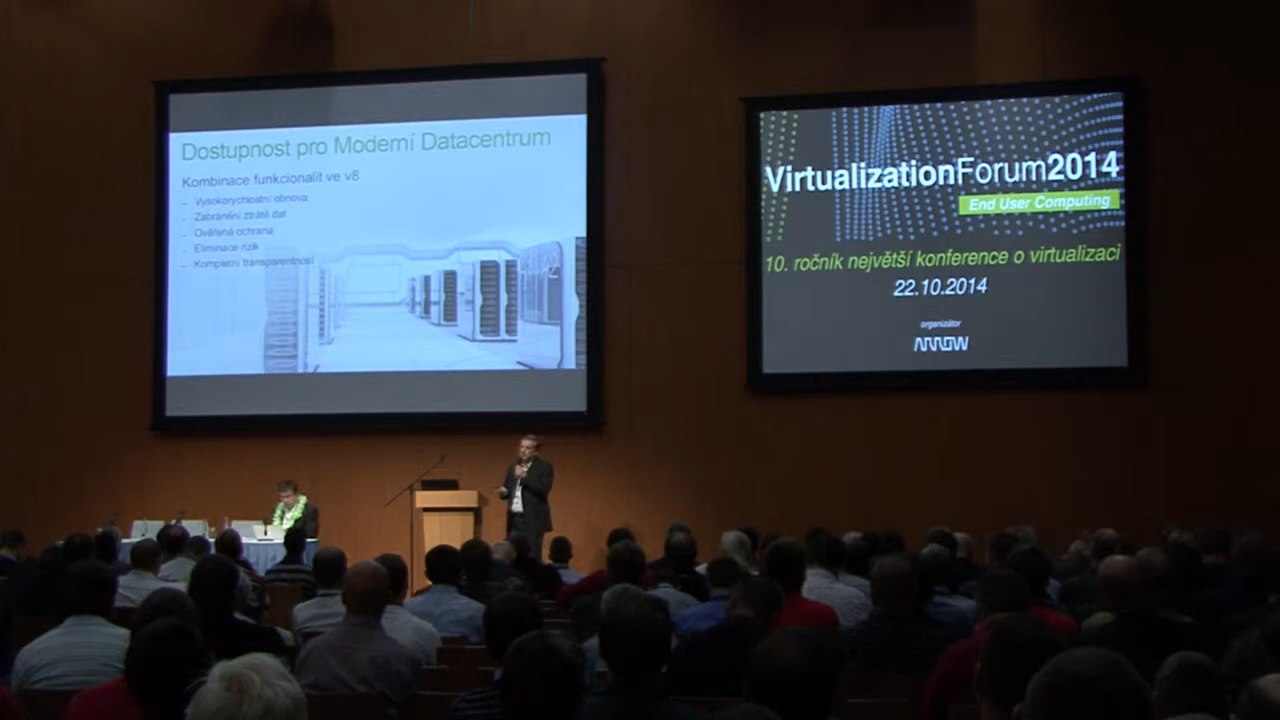 Dostupnost pro Moderní Datacentrum
Kombinace funkcionalit ve v8
- Vysokorychlostní obnova
- Zabránění ztrátě dat
- Ověřená ochrana
- Eliminace rizik
- Kompletní transparentnost
VirtualizationForum2014
End User Computing
10. ročník největší konference o virtualizaci
22.10.2014
organizátor
ARROW